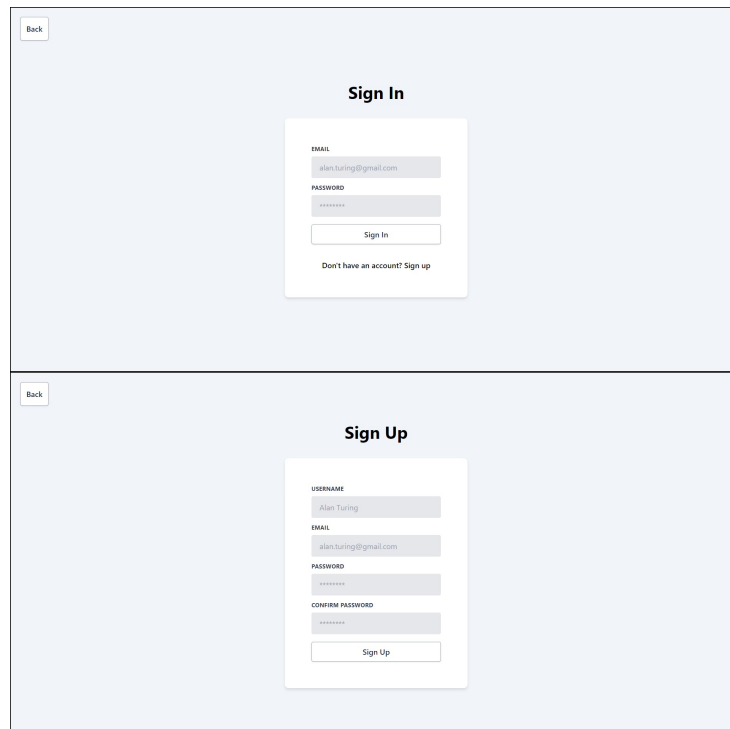 Back
Sign In
EMAIL
alan.turing@gmail.com
PASSWORD
********
Sign In
Don't have an account? Sign up
Back
Sign Up
USERNAME
Alan Turing
EMAIL
alan.turing@gmail.com
PASSWORD
********
CONFIRM PASSWORD
********
Sign Up